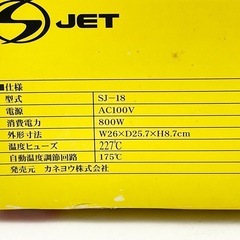 S JET
■仕様
型式 SJ-18
電源 AC100V
消費電力 800W
外形寸法 W26×D25.7×H8.7cm
温度ヒューズ 227℃
自動温度調節回路 175℃
発売元 カネヨウ株式会社